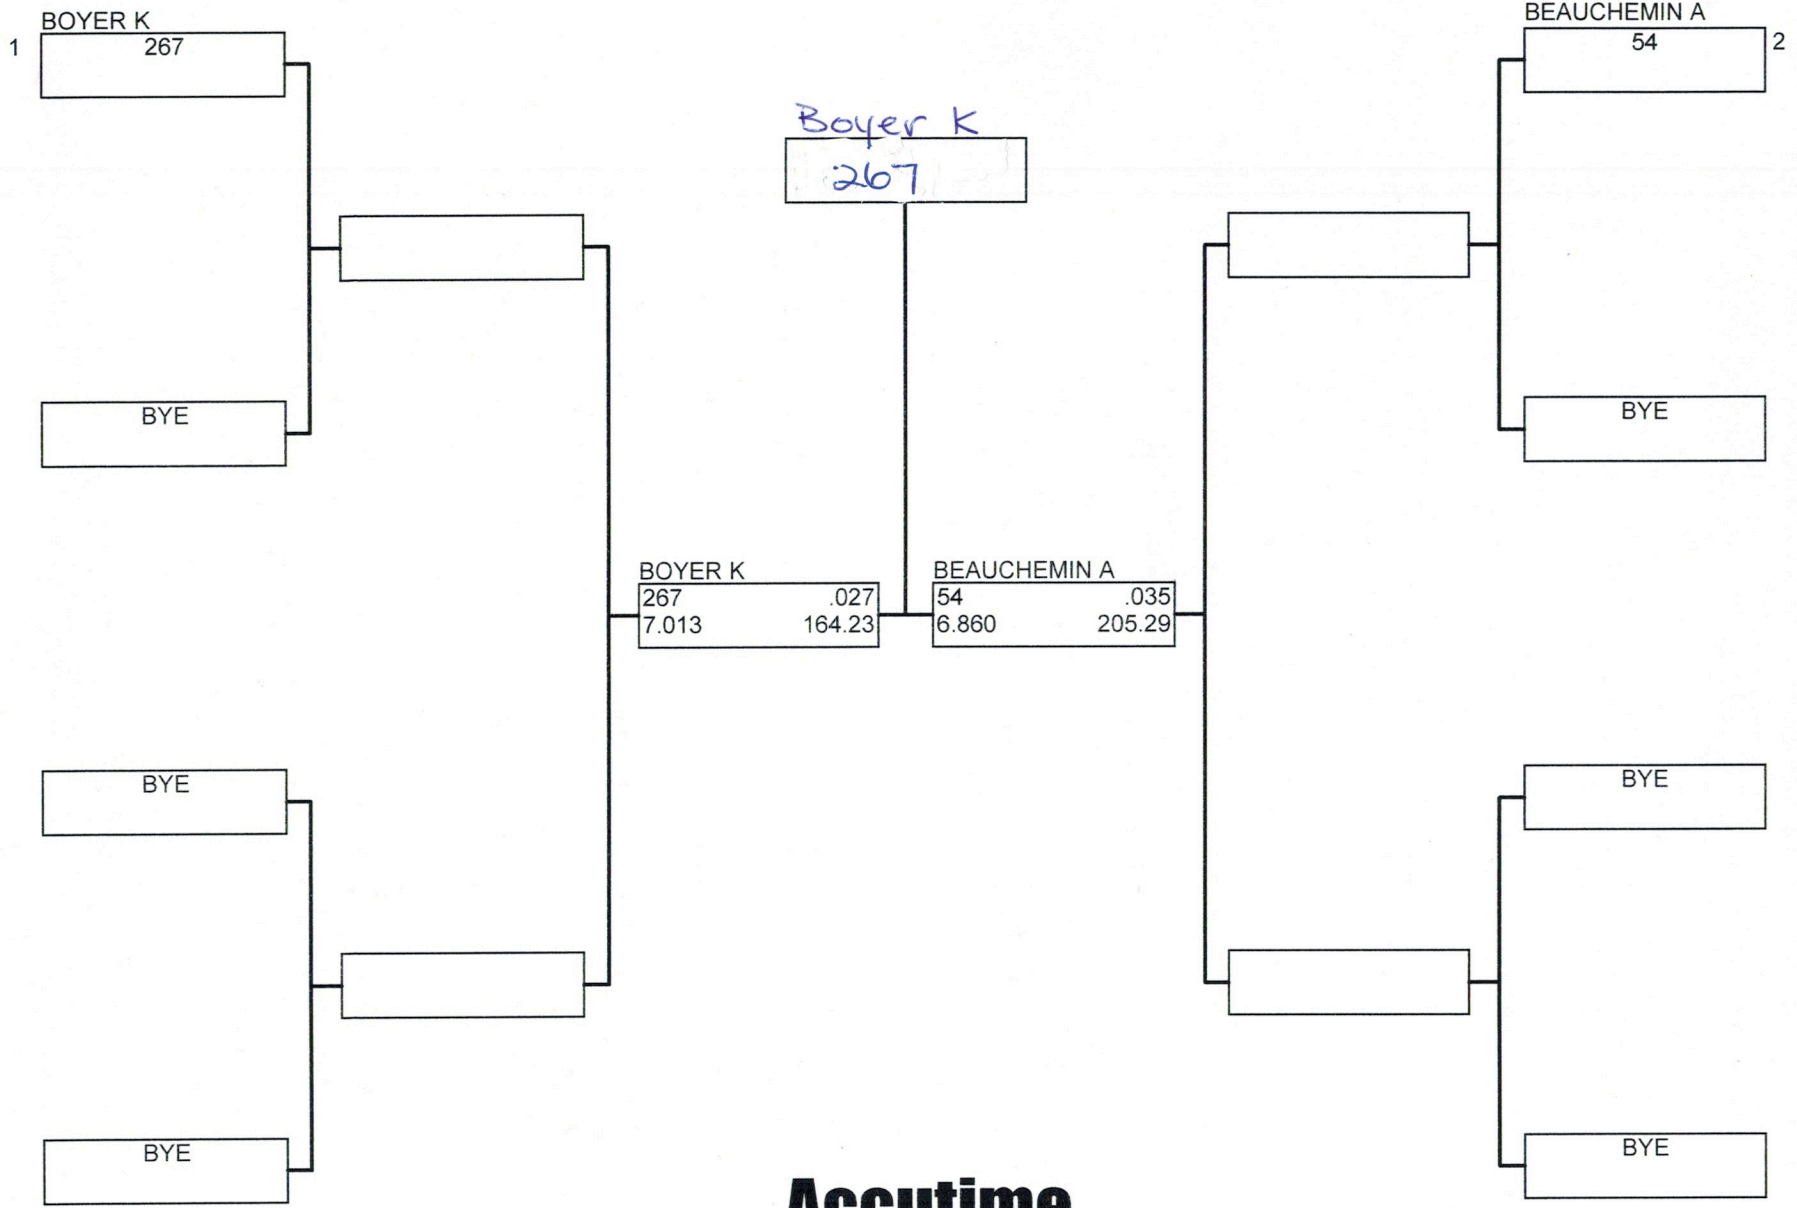 BOYER K
1
267
BEAUCHEMIN A
54
2
Boyer K
267
BYE
BYE
BOYER K
267 .027
7.013 164.23
BEAUCHEMIN A
54 .035
6.860 205.29
BYE
BYE
BYE
BYE
Accutime